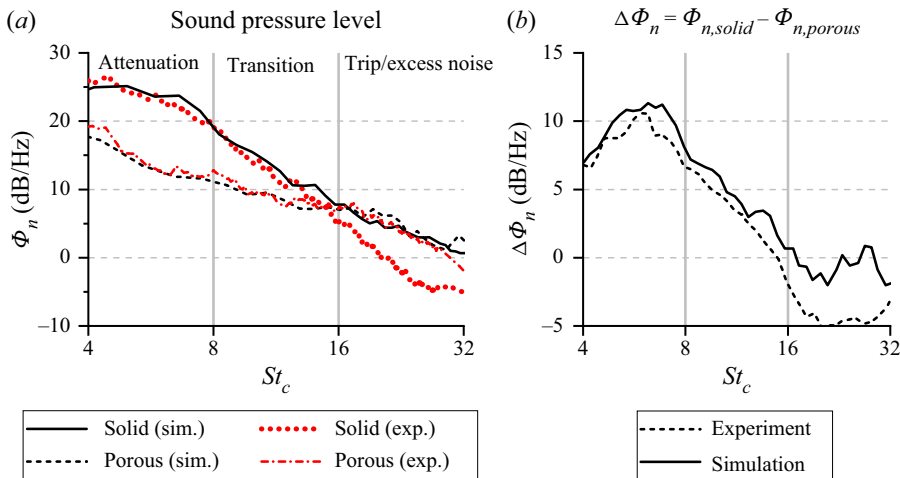 (a) Sound pressure level
Attenuation Transition Trip/excess noise
30
20
10
0
–10
Φn (dB/Hz)
4 8 16 32
Stc
Solid (sim.) Solid (exp.)
Porous (sim.) Porous (exp.)
(b) ΔΦn = Φn,solid – Φn,porous
15
10
5
0
–5
ΔΦn (dB/Hz)
4 8 16 32
Stc
Experiment
Simulation